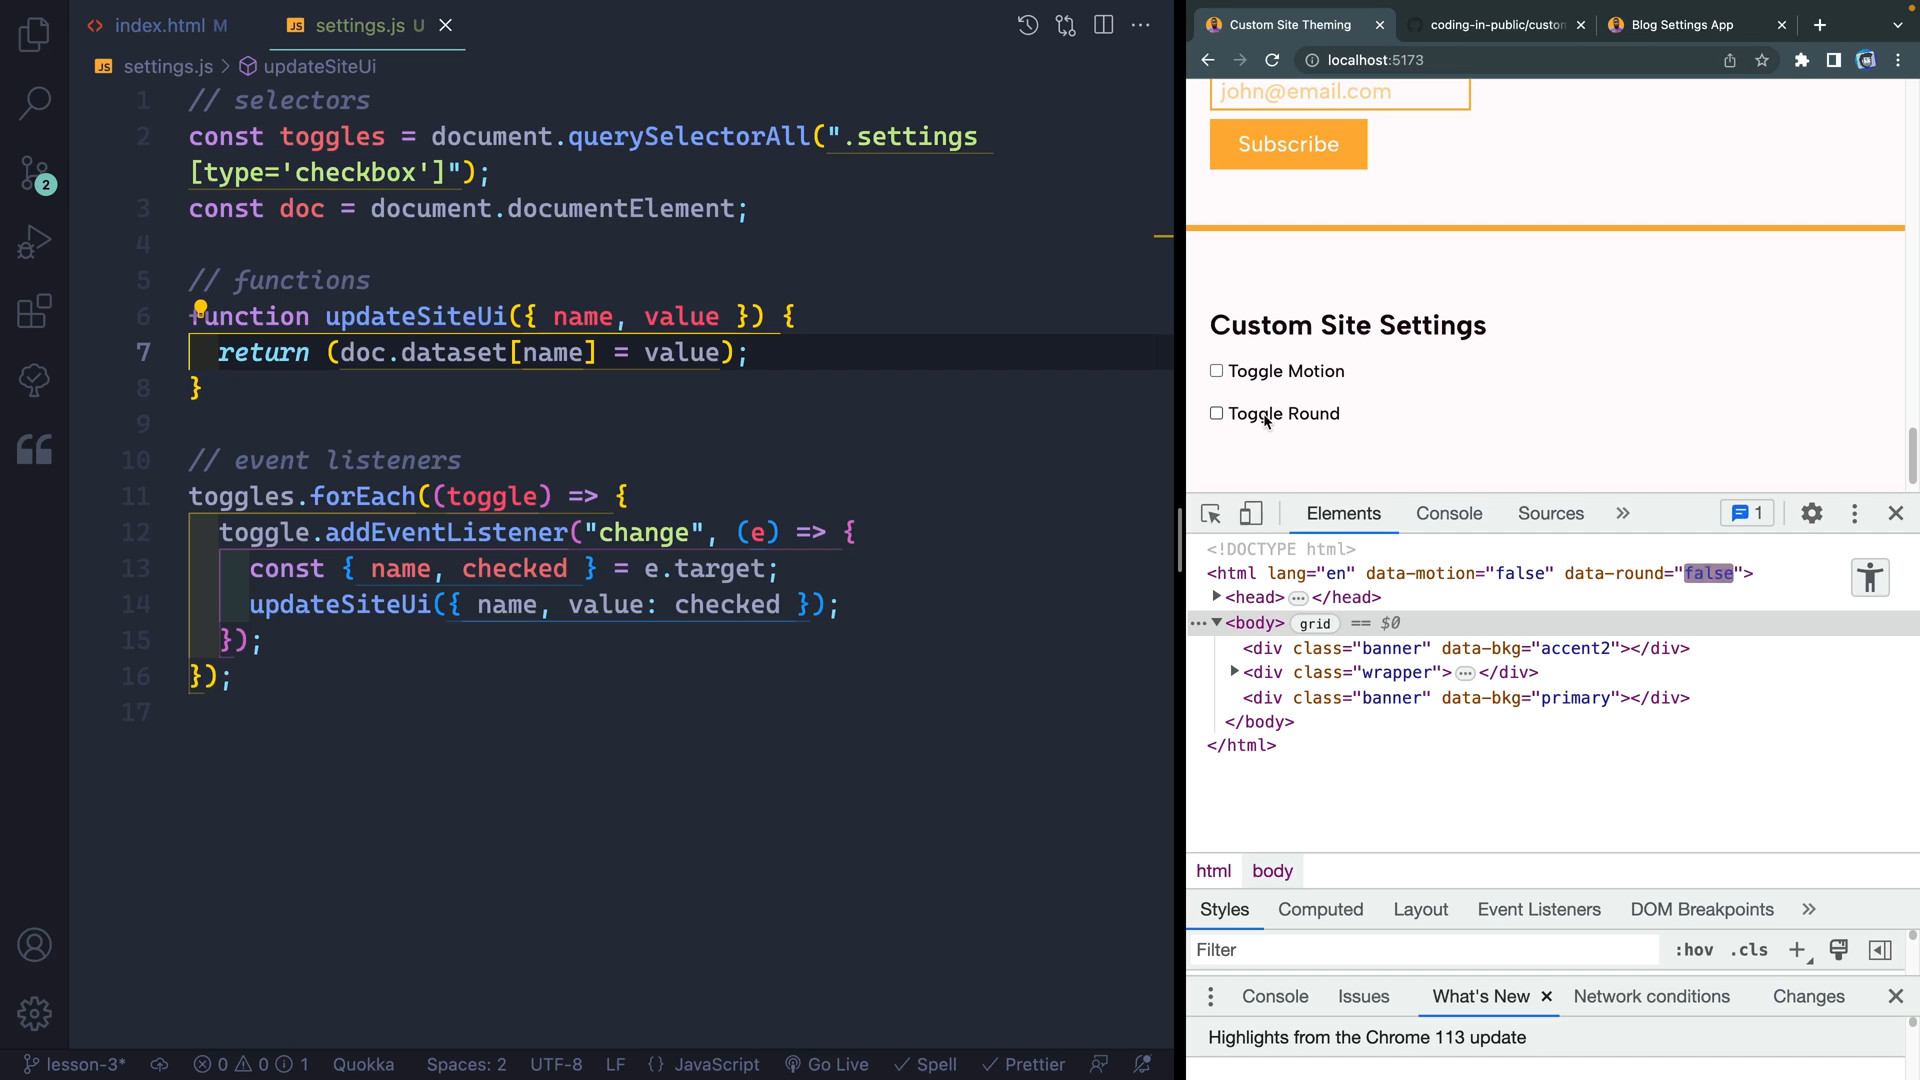 index.html M
JS settings.js U
JS settings.js > updateSiteUi
1 // selectors
2 const toggles = document.querySelectorAll(".settings
[type='checkbox']");
3 const doc = document.documentElement;
4
5 // functions
6 function updateSiteUi({ name, value }) {
7 return (doc.dataset[name] = value);
8 }
9
10 // event listeners
11 toggles.forEach((toggle) => {
12 toggle.addEventListener("change", (e) => {
13 const { name, checked } = e.target;
14 updateSiteUi({ name, value: checked });
15 });
16 });
17
2
lesson-3* 0 0 1 Quokka Spaces: 2 UTF-8 LF {} JavaScript Go Live Spell Prettier
Custom Site Theming coding-in-public/custom Blog Settings App
localhost:5173
john@email.com
Subscribe
Custom Site Settings
Toggle Motion
Toggle Round
Elements Console Sources » 1
<!DOCTYPE html>
<html lang="en" data-motion="false" data-round="false">
<head> … </head>
… <body> grid == $0
<div class="banner" data-bkg="accent2"></div>
<div class="wrapper"> … </div>
<div class="banner" data-bkg="primary"></div>
</body>
</html>
html body
Styles Computed Layout Event Listeners DOM Breakpoints »
Filter :hov .cls +
Console Issues What's New × Network conditions Changes
Highlights from the Chrome 113 update